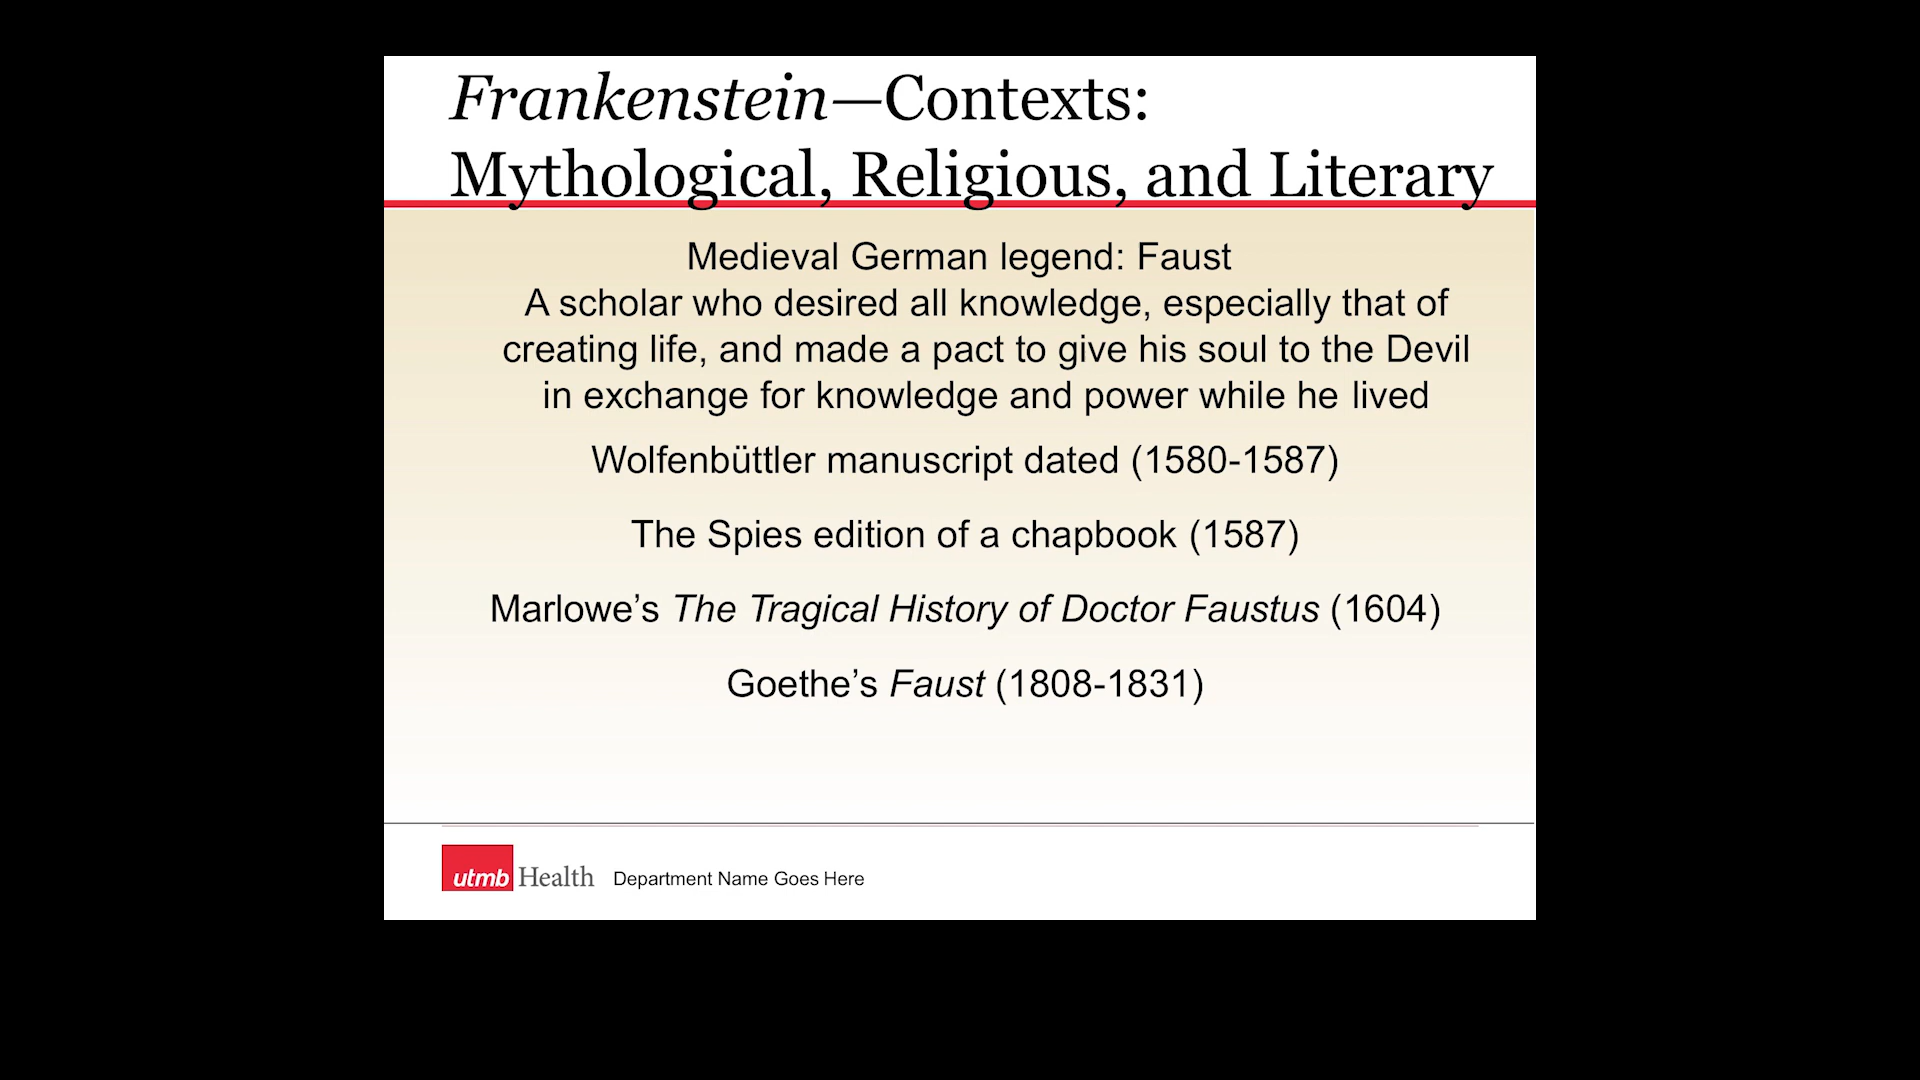 Frankenstein—Contexts:
Mythological, Religious, and Literary
Medieval German legend: Faust
A scholar who desired all knowledge, especially that of
creating life, and made a pact to give his soul to the Devil
in exchange for knowledge and power while he lived
Wolfenbüttler manuscript dated (1580-1587)
The Spies edition of a chapbook (1587)
Marlowe’s The Tragical History of Doctor Faustus (1604)
Goethe’s Faust (1808-1831)
utmb Health Department Name Goes Here